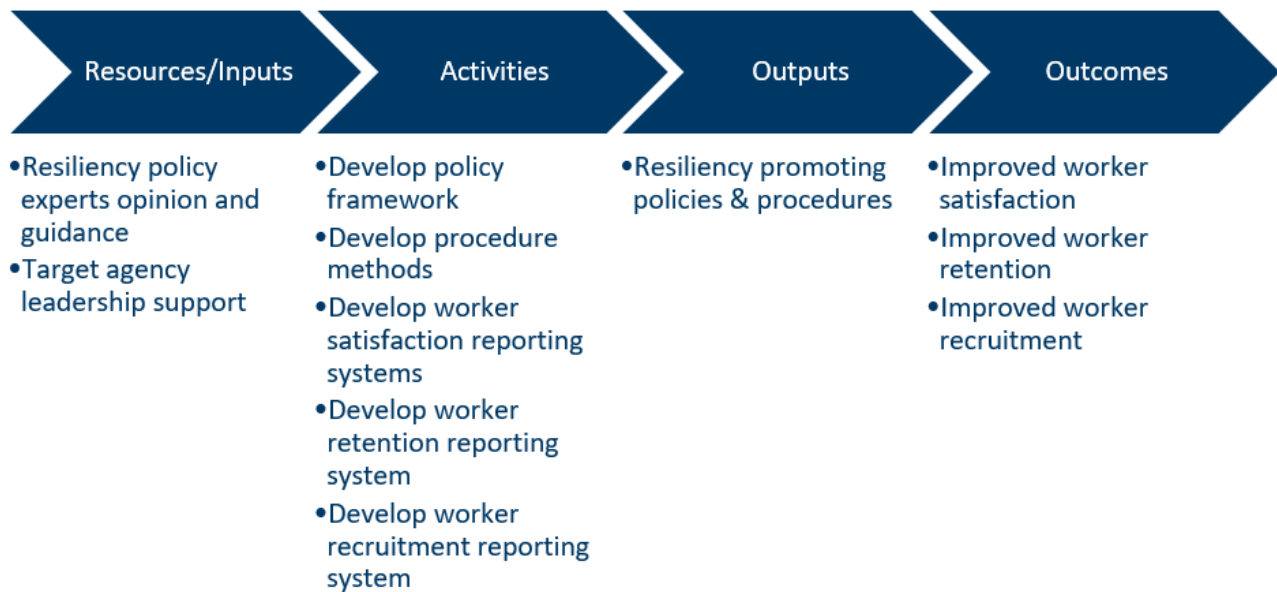 Resources/Inputs
Activities
Outputs
Outcomes
•Resiliency policy
experts opinion and
guidance
•Target agency
leadership support
•Develop policy
framework
•Develop procedure
methods
•Develop worker
satisfaction reporting
systems
•Develop worker
retention reporting
system
•Develop worker
recruitment reporting
system
•Resiliency promoting
policies & procedures
•Improved worker
satisfaction
•Improved worker
retention
•Improved worker
recruitment